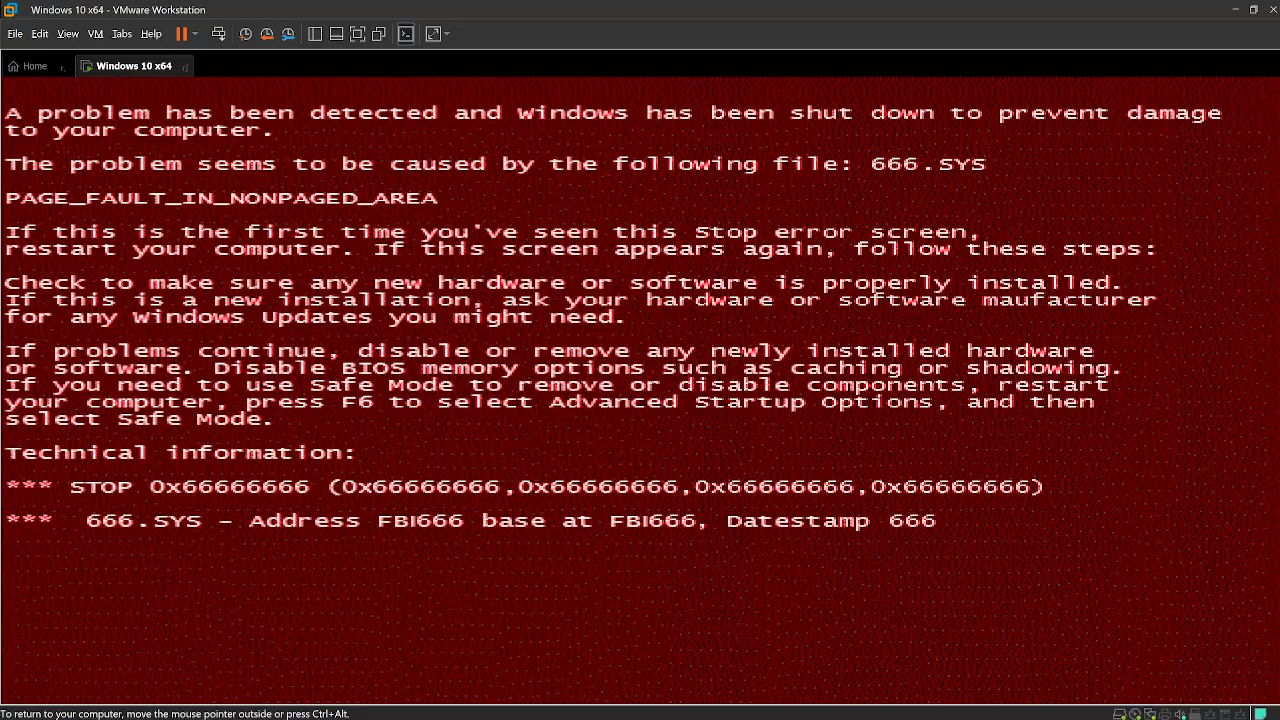 Windows 10 x64 - VMware Workstation
File Edit View VM Tabs Help
Home Windows 10 x64
A problem has been detected and Windows has been shut down to prevent damage
to your computer.
The problem seems to be caused by the following file: 666.SYS
PAGE_FAULT_IN_NONPAGED_AREA
If this is the first time you've seen this Stop error screen,
restart your computer. If this screen appears again, follow these steps:
Check to make sure any new hardware or software is properly installed.
If this is a new installation, ask your hardware or software maufacturer
for any Windows Updates you might need.
If problems continue, disable or remove any newly installed hardware
or software. Disable BIOS memory options such as caching or shadowing.
If you need to use Safe Mode to remove or disable components, restart
your computer, press F6 to select Advanced Startup Options, and then
select Safe Mode.
Technical information:
*** STOP 0x66666666 (0x66666666,0x66666666,0x66666666,0x66666666)
*** 666.SYS - Address FBI666 base at FBI666, Datestamp 666
To return to your computer, move the mouse pointer outside or press Ctrl+Alt.